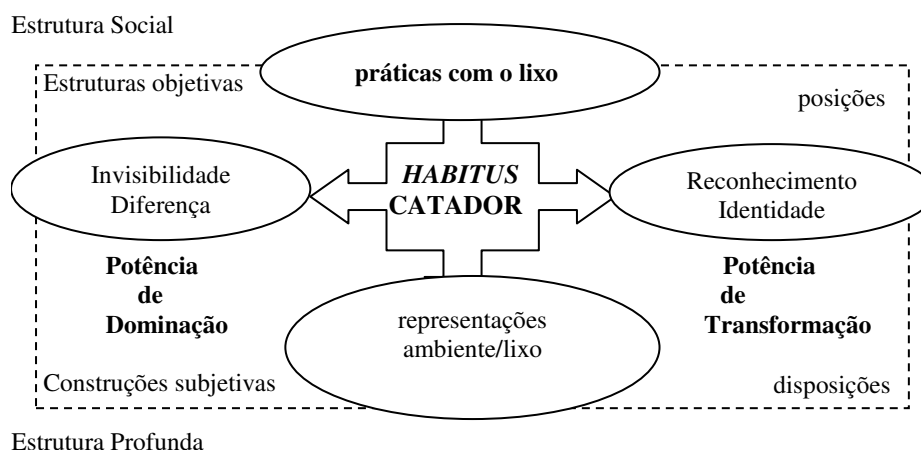 Estrutura Social
práticas com o lixo
Estruturas objetivas
posições
Invisibilidade
Diferença
HABITUS
CATADOR
Reconhecimento
Identidade
Potência
de
Dominação
Potência
de
Transformação
representações
ambiente/lixo
Construções subjetivas
disposições
Estrutura Profunda